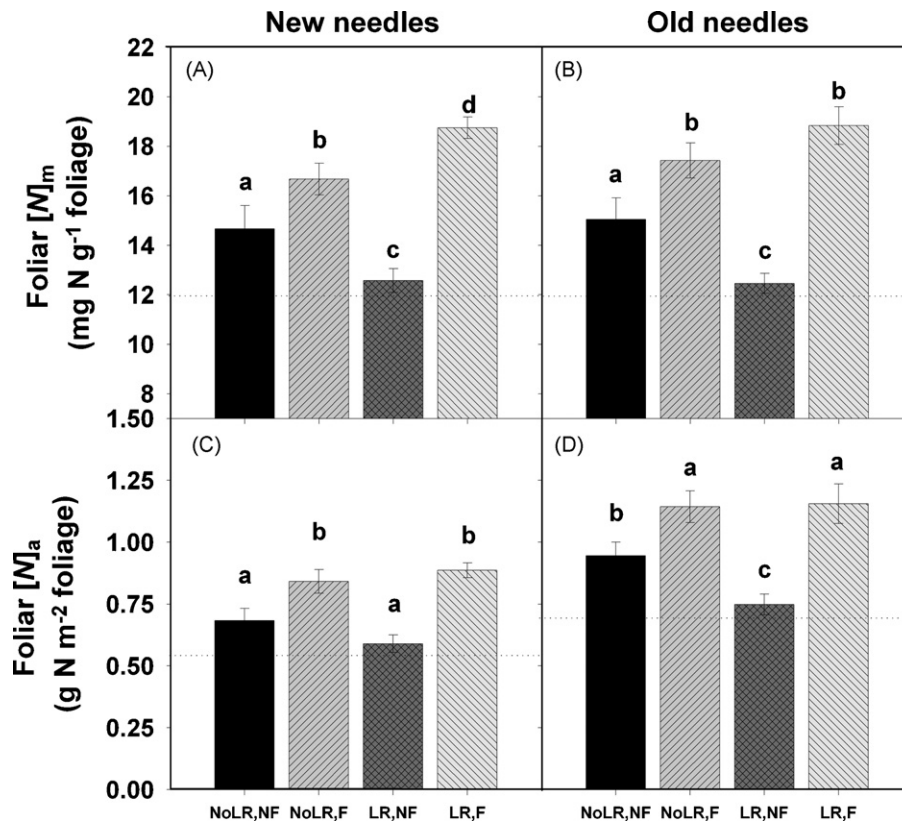 New needles
Old needles
Foliar [N]m
(mg N g⁻¹ foliage)
22
20
18
16
14
12
10
8
(A)
a
b
c
d
(B)
a
b
c
b
Foliar [N]a
(g N m⁻² foliage)
1.50
1.25
1.00
0.75
0.50
0.25
0.00
(C)
a
b
a
b
(D)
b
a
c
a
NoLR,NF NoLR,F LR,NF LR,F
NoLR,NF NoLR,F LR,NF LR,F